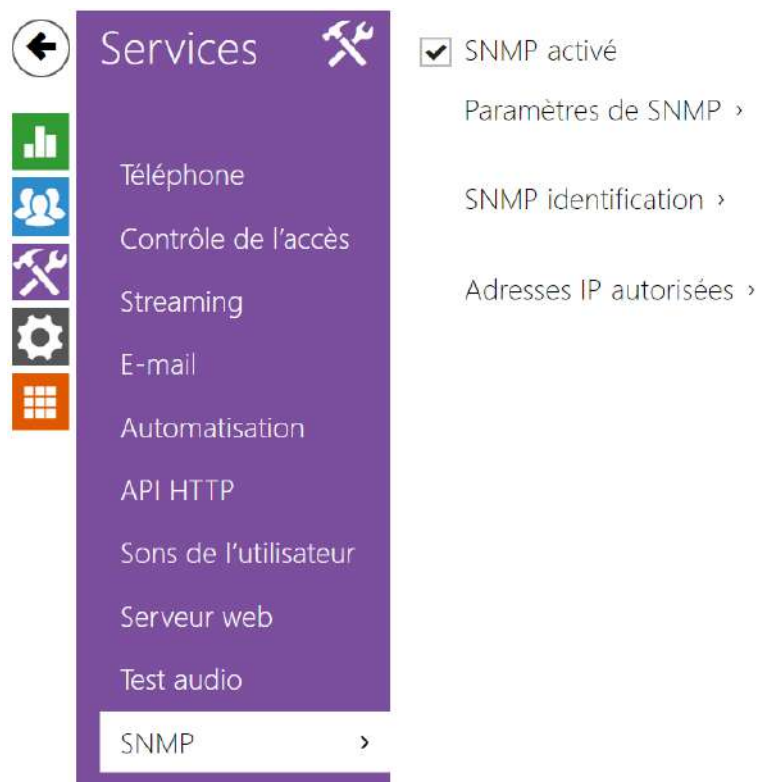 Services
Téléphone
Contrôle de l'accès
Streaming
E-mail
Automatisation
API HTTP
Sons de l'utilisateur
Serveur web
Test audio
SNMP ›
SNMP activé
Paramètres de SNMP ›
SNMP identification ›
Adresses IP autorisées ›